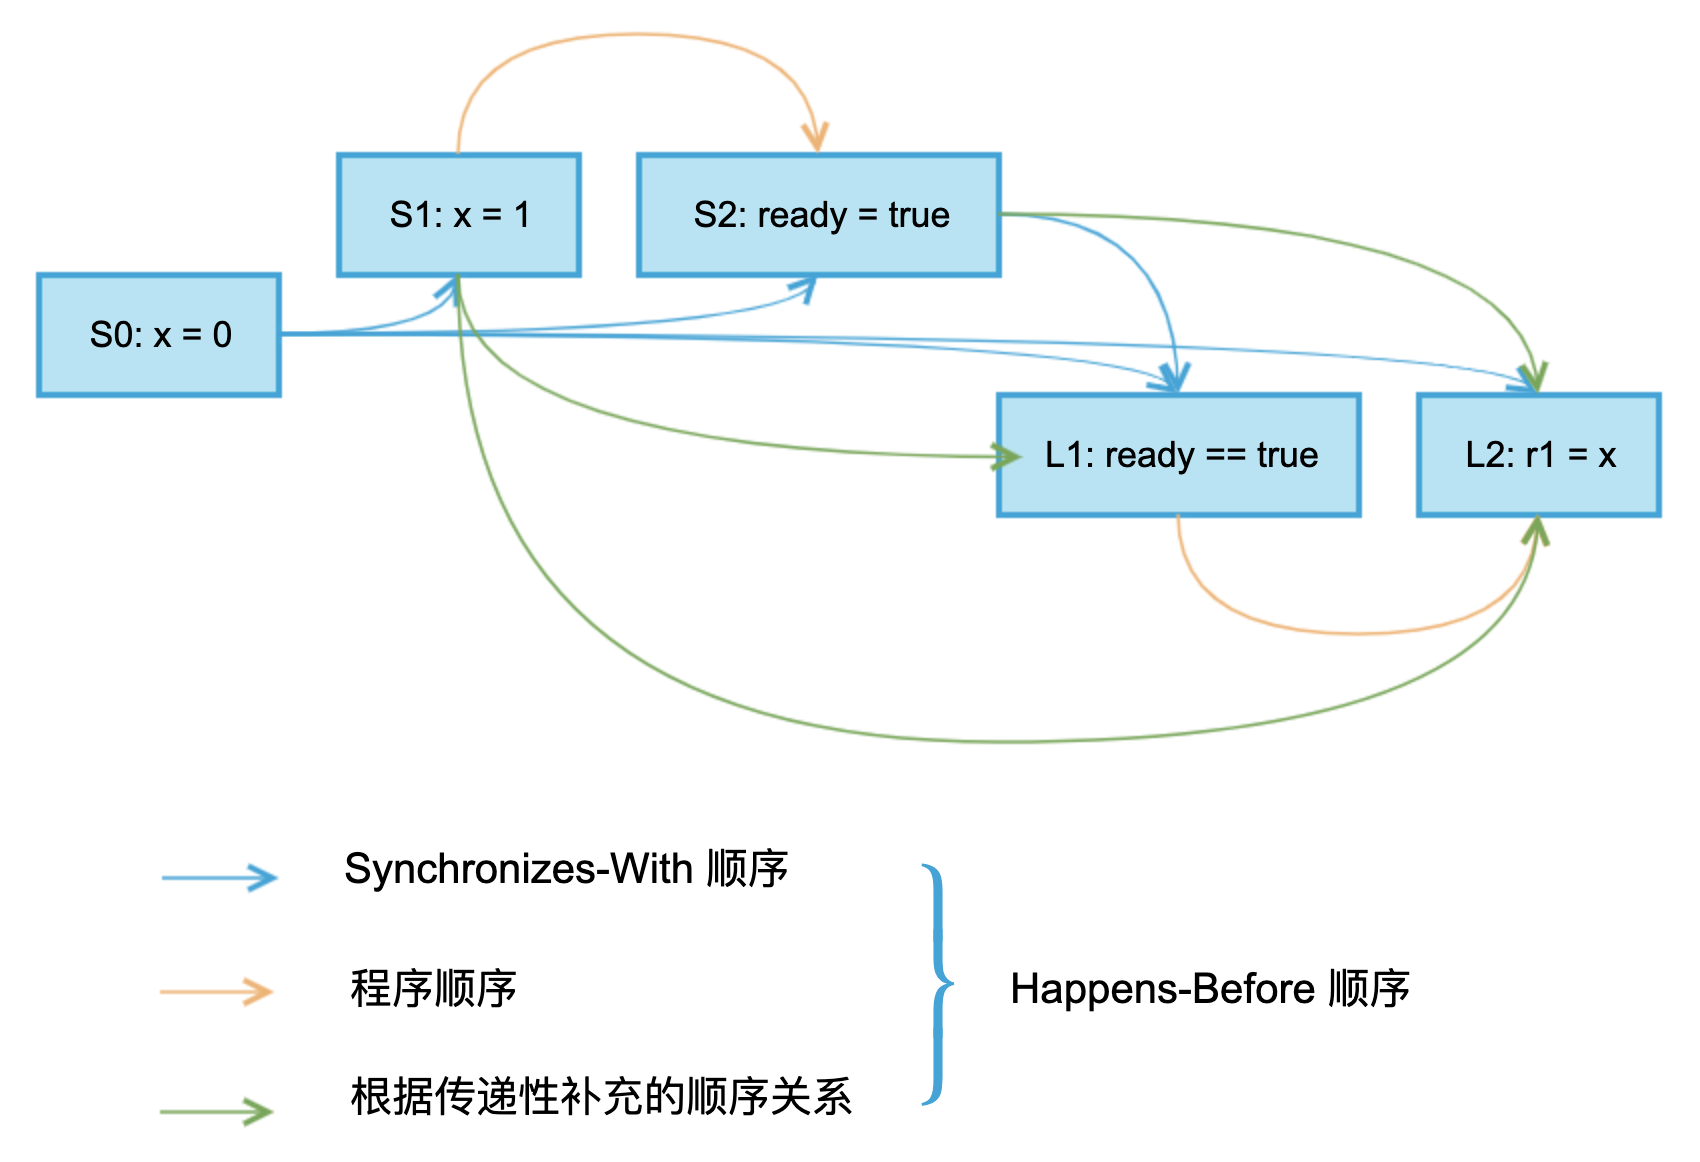 S1: x = 1
S2: ready = true
S0: x = 0
L1: ready == true
L2: r1 = x
Synchronizes-With 顺序
程序顺序
Happens-Before 顺序
根据传递性补充的顺序关系